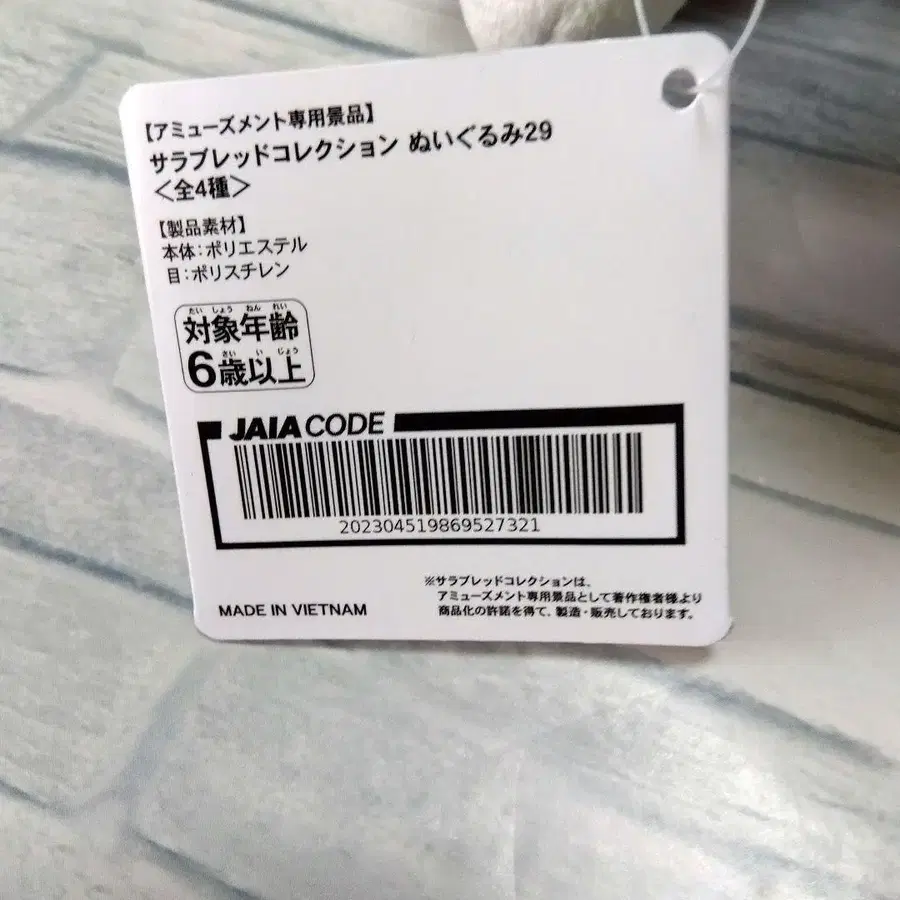 【アミューズメント専用景品】
サラブレッドコレクション ぬいぐるみ29
＜全4種＞
【製品素材】
本体：ポリエステル
目：ポリスチレン
たいしょうねんれい
対象年齢
さいいじょう
6歳以上
JAIA CODE
202304519869527321
※サラブレッドコレクションは、
アミューズメント専用景品として著作権者様より
商品化の許諾を得て、製造・販売しております。
MADE IN VIETNAM